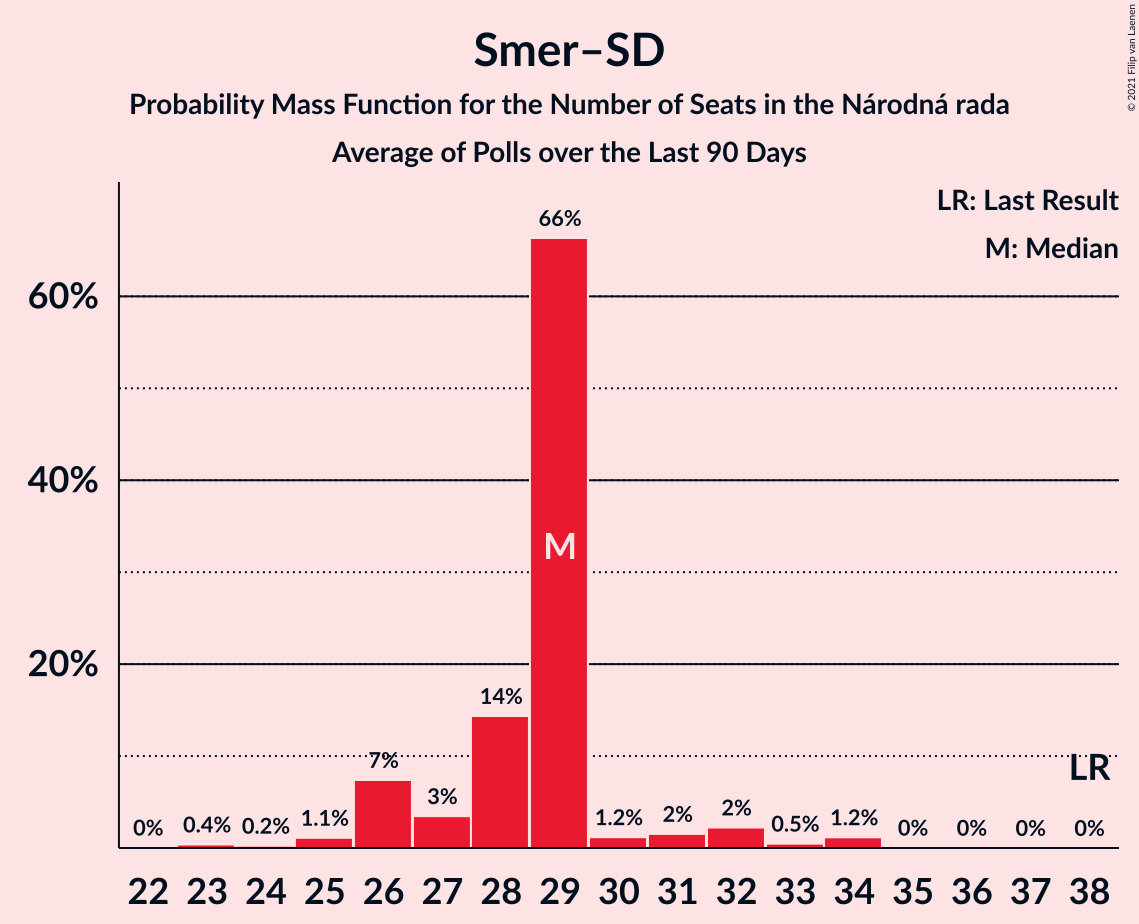 © 2021 Filip van Laenen
Smer–SD
Probability Mass Function for the Number of Seats in the Národná rada
Average of Polls over the Last 90 Days
LR: Last Result
M: Median
60%
40%
20%
0% 0.4% 0.2% 1.1% 7% 3% 14% 66% 1.2% 2% 2% 0.5% 1.2% 0% 0% 0% 0%
M
LR
22 23 24 25 26 27 28 29 30 31 32 33 34 35 36 37 38